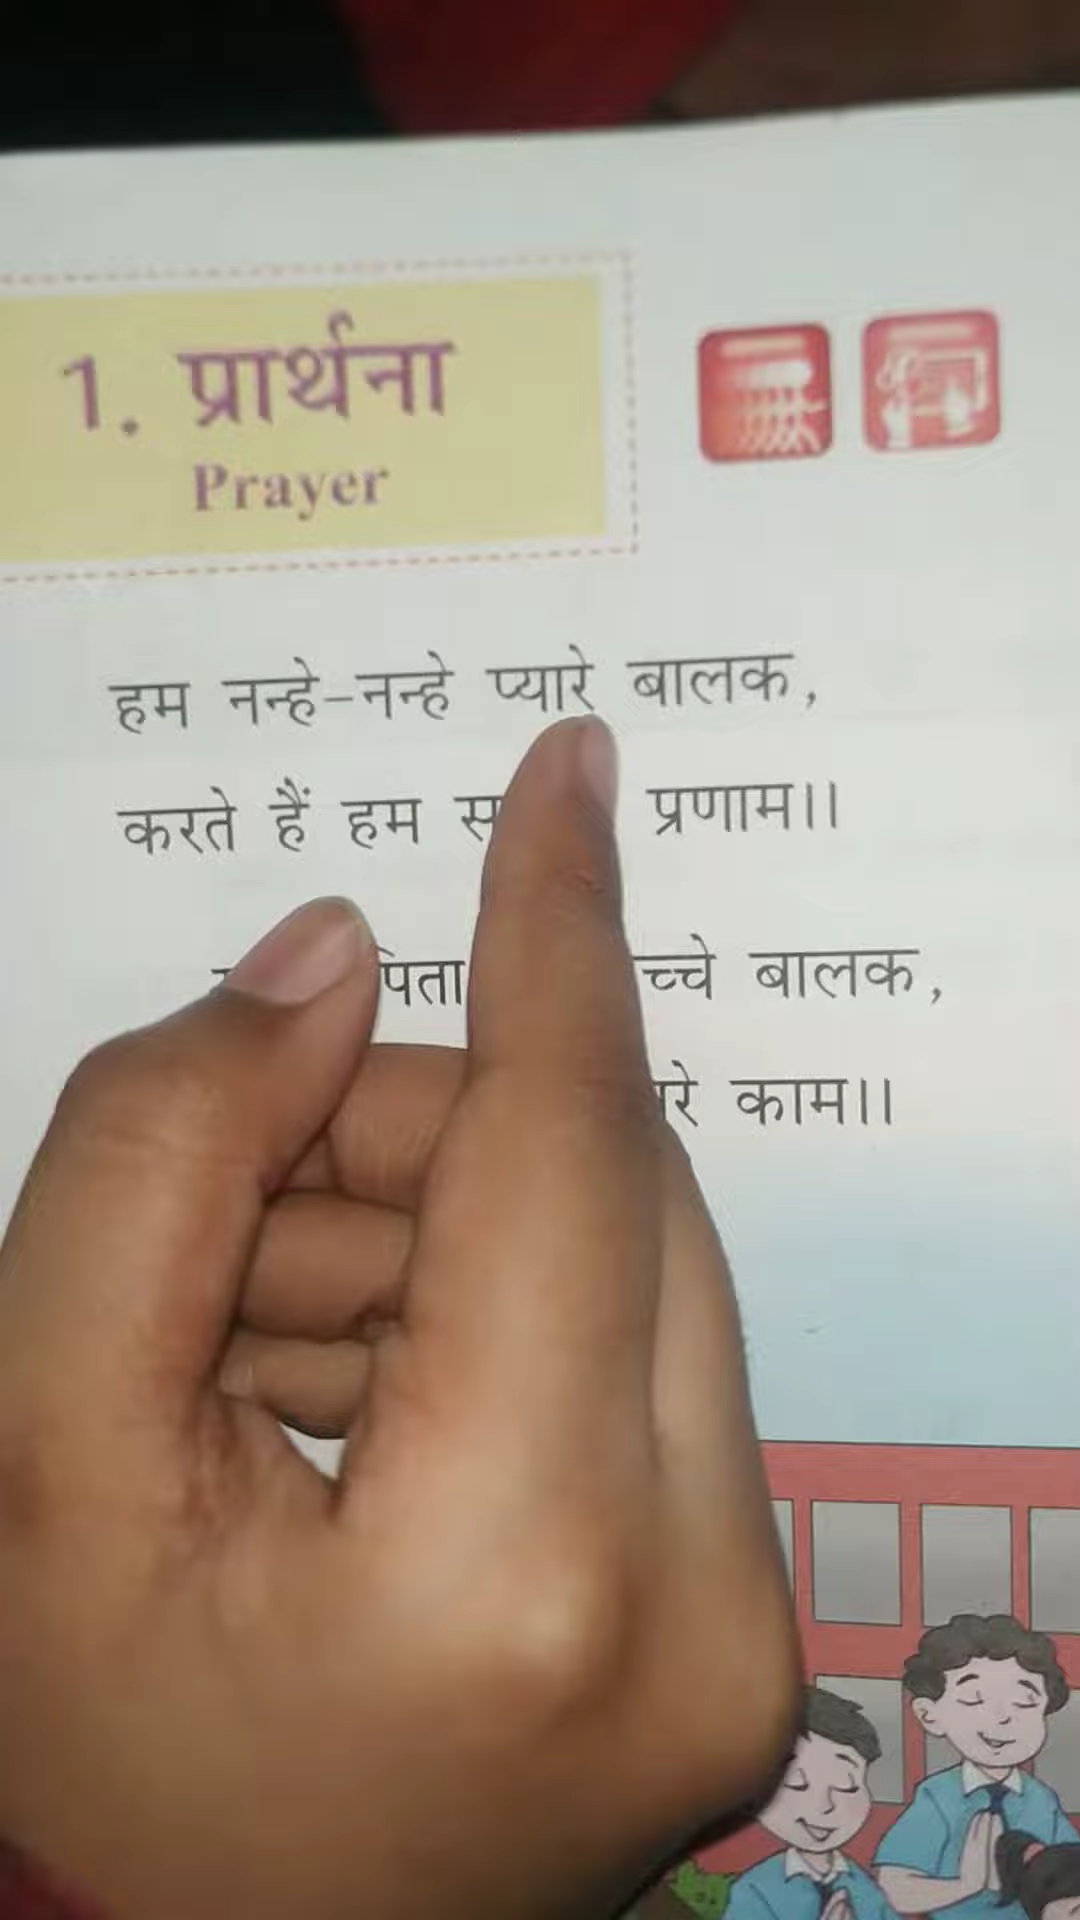 1. प्रार्थना
Prayer
हम नन्हे-नन्हे प्यारे बालक,
करते हैं हम प्रणाम।।
बालक,
काम।।